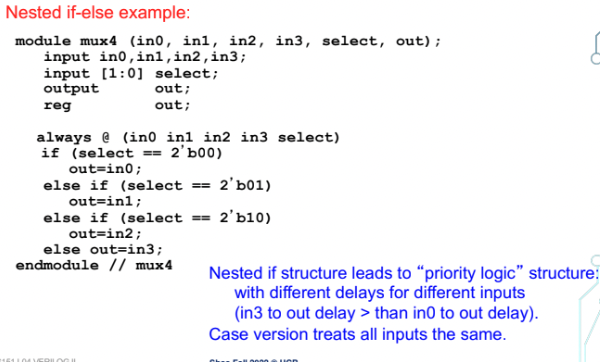 Nested if-else example:
module mux4 (in0, in1, in2, in3, select, out);
input in0,in1,in2,in3;
input [1:0] select;
output out;
reg out;
always @ (in0 in1 in2 in3 select)
if (select == 2'b00)
out=in0;
else if (select == 2'b01)
out=in1;
else if (select == 2'b10)
out=in2;
else out=in3;
endmodule // mux4
Nested if structure leads to “priority logic” structure:
with different delays for different inputs
(in3 to out delay > than in0 to out delay).
Case version treats all inputs the same.